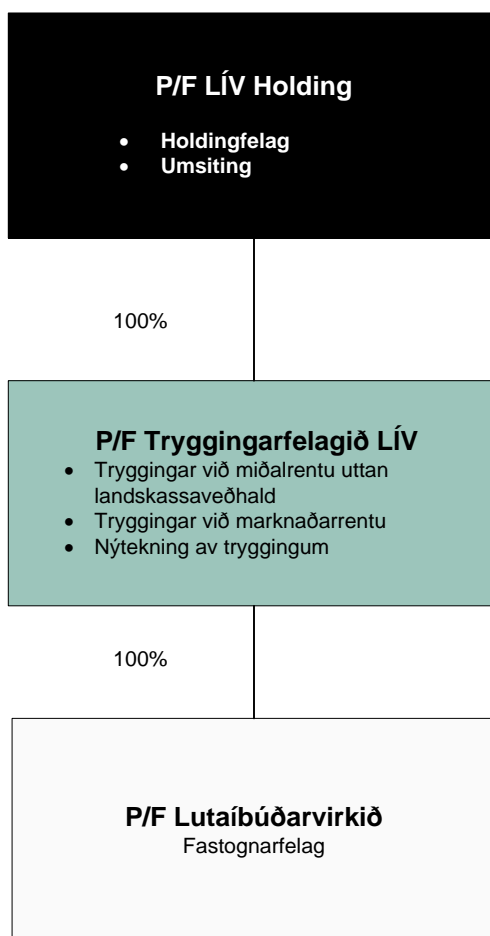 P/F LÍV Holding
• Holdingfelag
• Umsiting
100%
P/F Tryggingarfelagið LÍV
• Tryggingar við miðalrentu uttan
landskassaveðhald
• Tryggingar við marknaðarrentu
• Nýtekning av tryggingum
100%
P/F Lutaíbúðarvirkið
Fastognarfelag